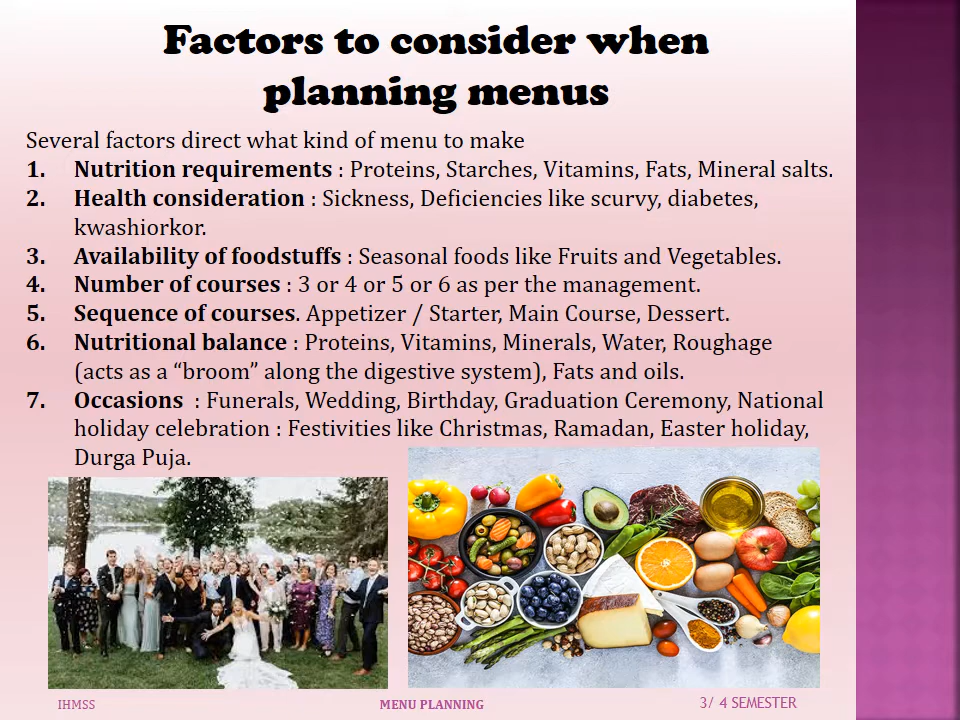 Factors to consider when
planning menus
Several factors direct what kind of menu to make
1. Nutrition requirements : Proteins, Starches, Vitamins, Fats, Mineral salts.
2. Health consideration : Sickness, Deficiencies like scurvy, diabetes,
kwashiorkor.
3. Availability of foodstuffs : Seasonal foods like Fruits and Vegetables.
4. Number of courses : 3 or 4 or 5 or 6 as per the management.
5. Sequence of courses. Appetizer / Starter, Main Course, Dessert.
6. Nutritional balance : Proteins, Vitamins, Minerals, Water, Roughage
(acts as a “broom” along the digestive system), Fats and oils.
7. Occasions : Funerals, Wedding, Birthday, Graduation Ceremony, National
holiday celebration : Festivities like Christmas, Ramadan, Easter holiday,
Durga Puja.
IHMSS
MENU PLANNING
3/ 4 SEMESTER